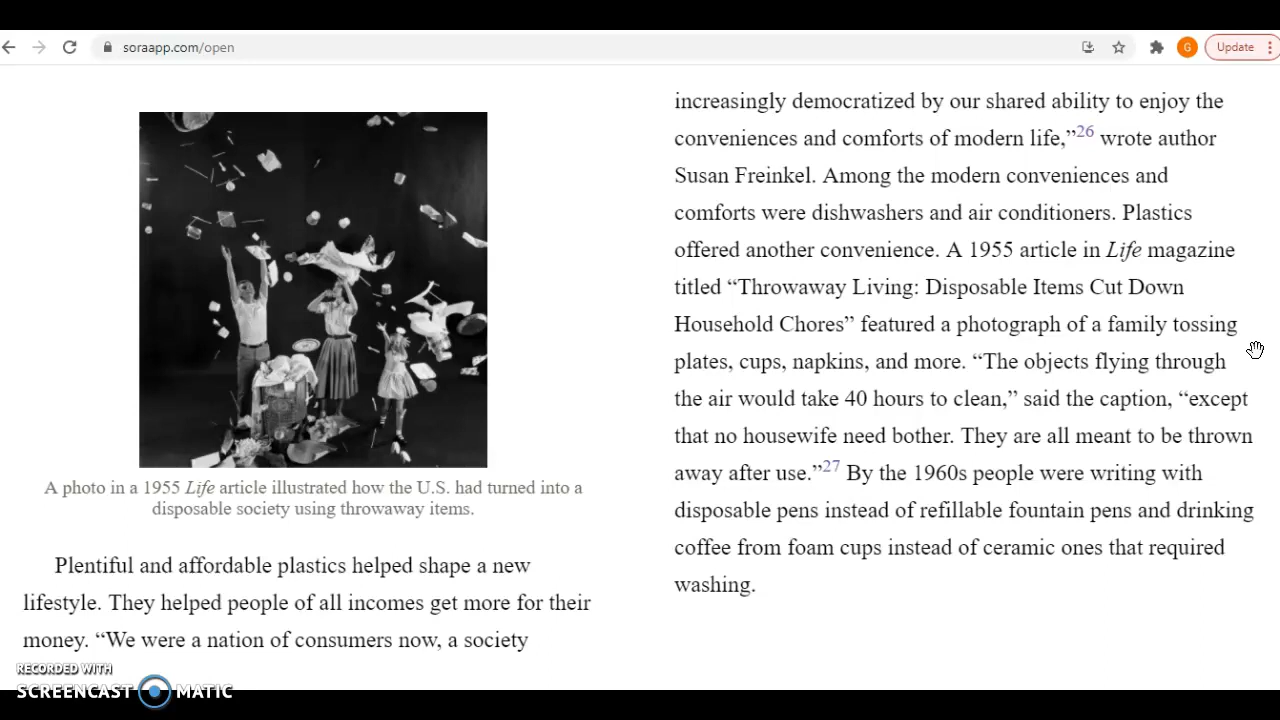 soraapp.com/open
G
Update
A photo in a 1955 Life article illustrated how the U.S. had turned into a
disposable society using throwaway items.
Plentiful and affordable plastics helped shape a new
lifestyle. They helped people of all incomes get more for their
money. “We were a nation of consumers now, a society
increasingly democratized by our shared ability to enjoy the
conveniences and comforts of modern life,”26 wrote author
Susan Freinkel. Among the modern conveniences and
comforts were dishwashers and air conditioners. Plastics
offered another convenience. A 1955 article in Life magazine
titled “Throwaway Living: Disposable Items Cut Down
Household Chores” featured a photograph of a family tossing
plates, cups, napkins, and more. “The objects flying through
the air would take 40 hours to clean,” said the caption, “except
that no housewife need bother. They are all meant to be thrown
away after use.”27 By the 1960s people were writing with
disposable pens instead of refillable fountain pens and drinking
coffee from foam cups instead of ceramic ones that required
washing.
RECORDED WITH
SCREENCAST MATIC